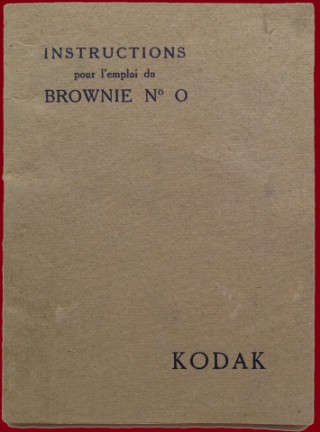 INSTRUCTIONS
pour l'emploi du
BROWNIE Nº O
KODAK